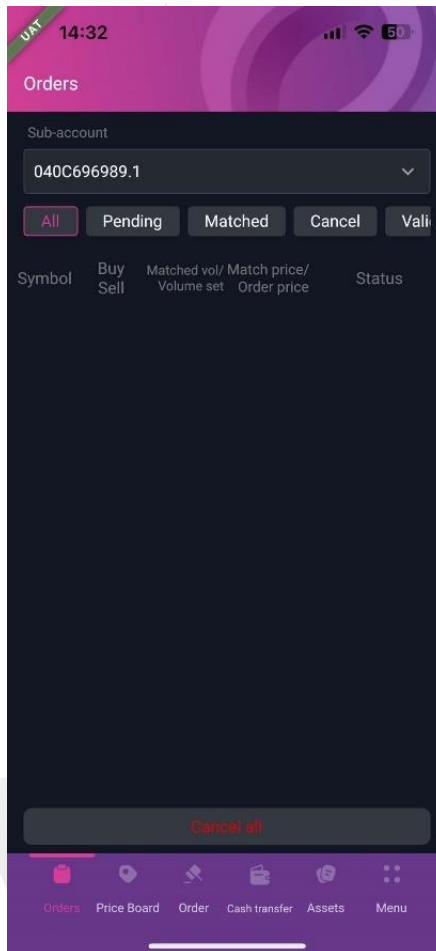 UAT
14:32
50
Orders
Sub-account
040C696989.1
All Pending Matched Cancel Vali
Symbol Buy Sell Matched vol/ Volume set Match price/ Order price Status
Cancel all
Orders Price Board Order Cash transfer Assets Menu